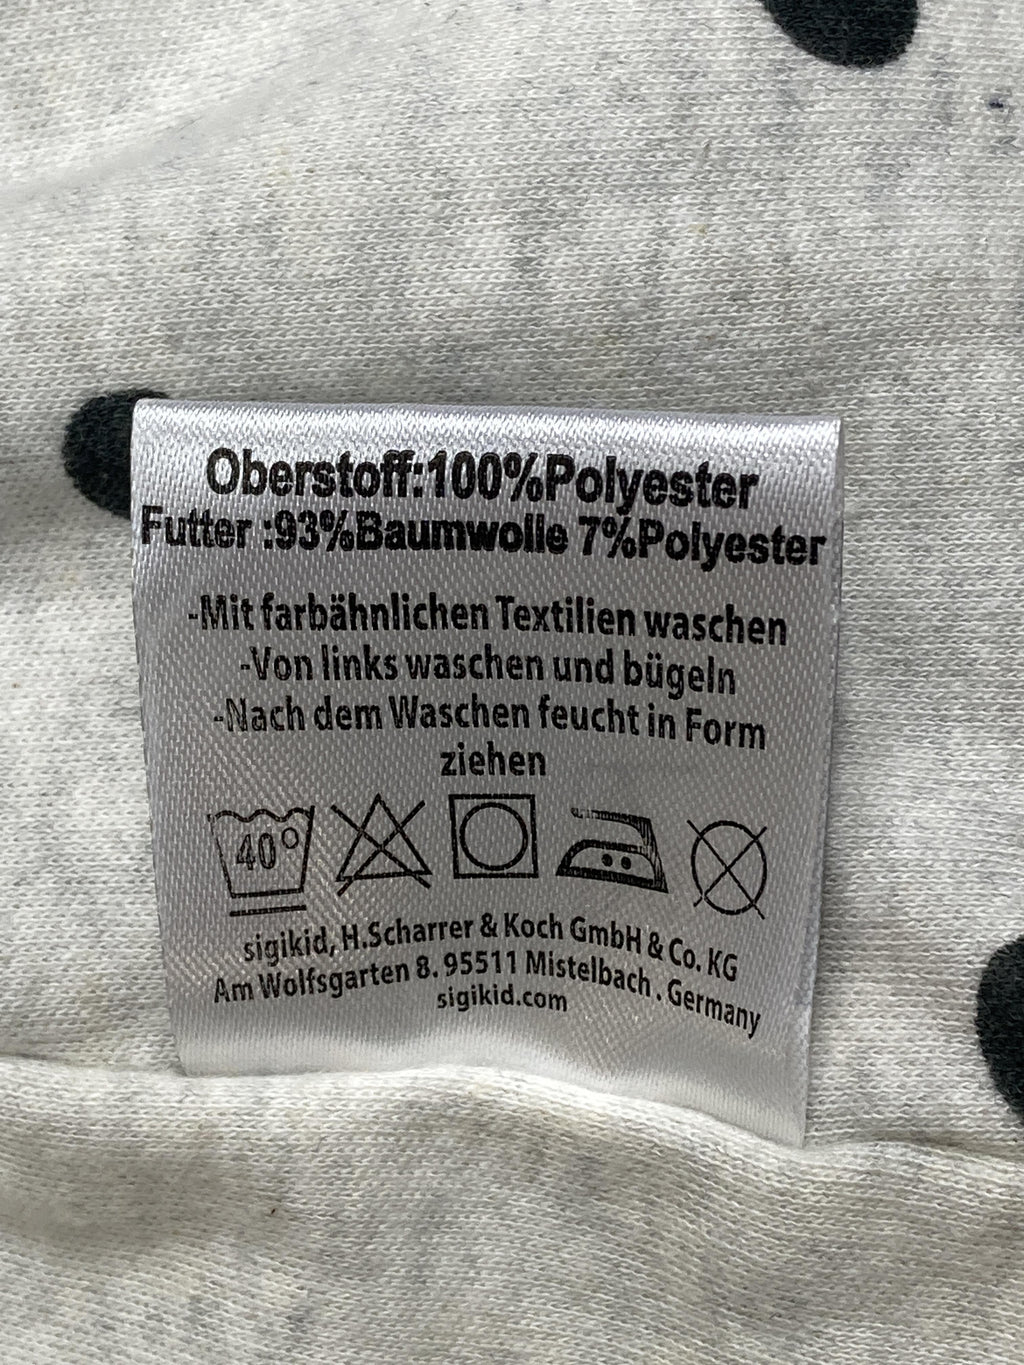 Oberstoff:100%Polyester
Futter :93%Baumwolle 7%Polyester
-Mit farbähnlichen Textilien waschen
-Von links waschen und bügeln
-Nach dem Waschen feucht in Form
ziehen
40°
sigikid, H.Scharrer & Koch GmbH & Co. KG
Am Wolfsgarten 8. 95511 Mistelbach . Germany
sigikid.com